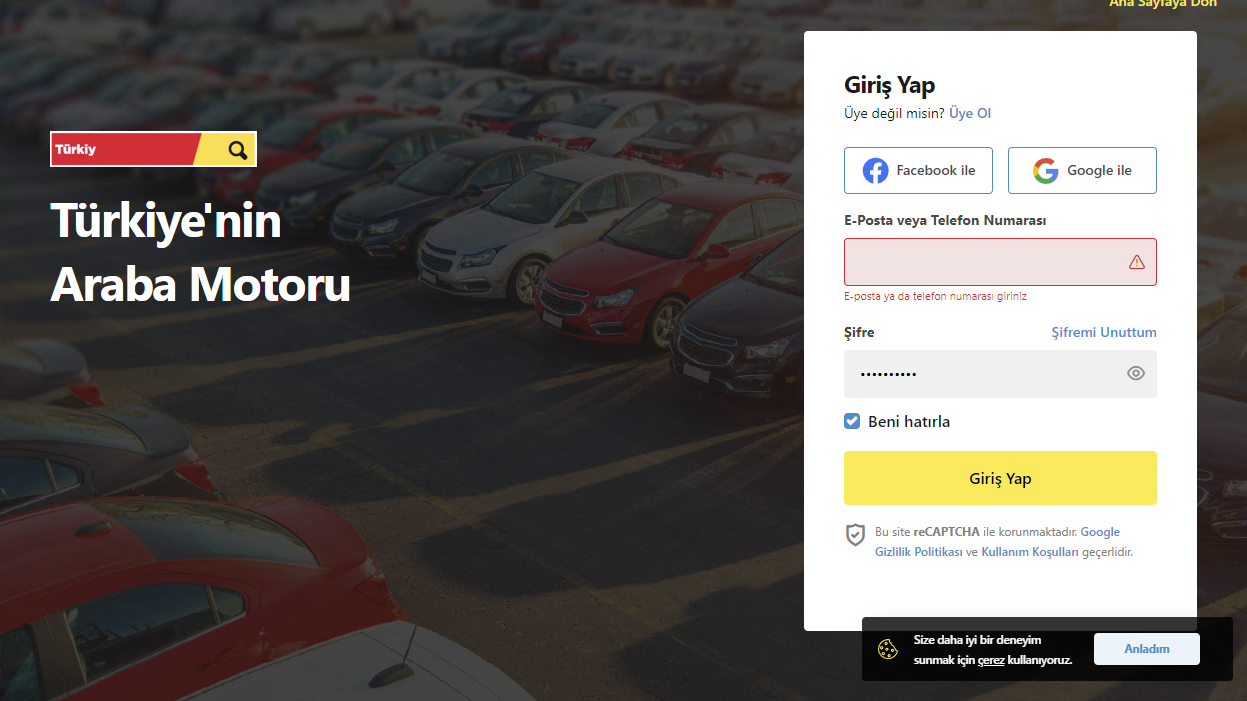 Ana Sayfaya Dön
Türkiy
Türkiye'nin
Araba Motoru
Giriş Yap
Üye değil misin? Üye Ol
Facebook ile
Google ile
E-Posta veya Telefon Numarası
E-posta ya da telefon numarası giriniz
Şifre
Şifremi Unuttum
Beni hatırla
Giriş Yap
Bu site reCAPTCHA ile korunmaktadır. Google
Gizlilik Politikası ve Kullanım Koşulları geçerlidir.
Size daha iyi bir deneyim
sunmak için çerez kullanıyoruz.
Anladım